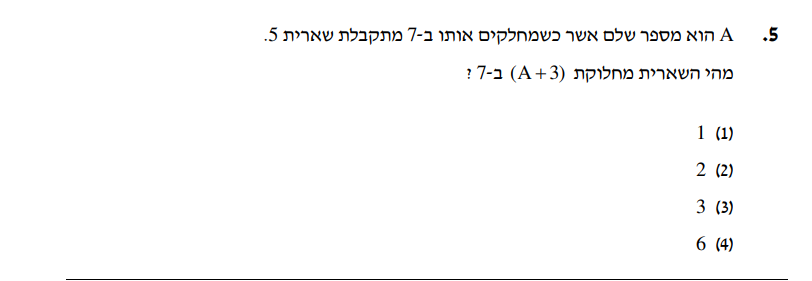 5. A הוא מספר שלם אשר כשמחלקים אותו ב-7 מתקבלת שארית 5.
מהי השארית מחלוקת (A+3) ב-7 ?
(1) 1
(2) 2
(3) 3
(4) 6